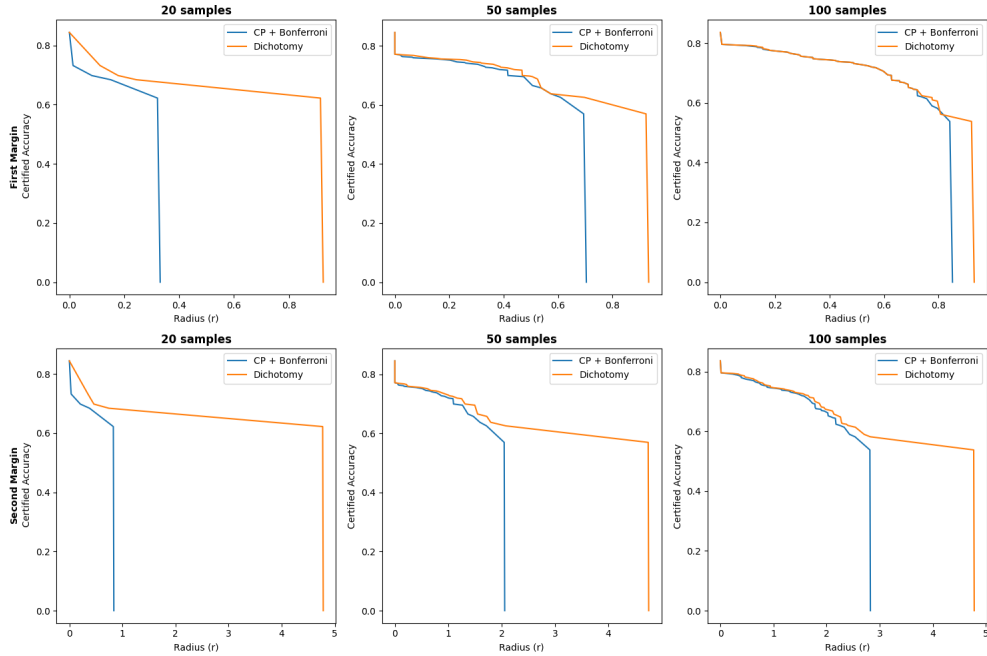 20 samples
CP + Bonferroni
Dichotomy
First Margin
Certified Accuracy
0.8
0.6
0.4
0.2
0.0
0.0 0.2 0.4 0.6 0.8
Radius (r)
50 samples
CP + Bonferroni
Dichotomy
Certified Accuracy
0.8
0.6
0.4
0.2
0.0
0.0 0.2 0.4 0.6 0.8
Radius (r)
100 samples
CP + Bonferroni
Dichotomy
Certified Accuracy
0.8
0.6
0.4
0.2
0.0
0.0 0.2 0.4 0.6 0.8
Radius (r)
20 samples
CP + Bonferroni
Dichotomy
Second Margin
Certified Accuracy
0.8
0.6
0.4
0.2
0.0
0 1 2 3 4 5
Radius (r)
50 samples
CP + Bonferroni
Dichotomy
Certified Accuracy
0.8
0.6
0.4
0.2
0.0
0 1 2 3 4
Radius (r)
100 samples
CP + Bonferroni
Dichotomy
Certified Accuracy
0.8
0.6
0.4
0.2
0.0
0 1 2 3 4 5
Radius (r)